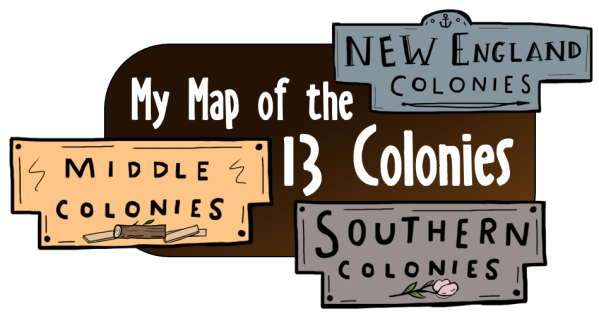 NEW ENGLAND
COLONIES
My Map of the
13 Colonies
MIDDLE
COLONIES
SOUTHERN
COLONIES